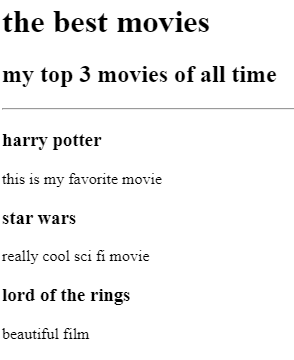 the best movies
my top 3 movies of all time
harry potter
this is my favorite movie
star wars
really cool sci fi movie
lord of the rings
beautiful film